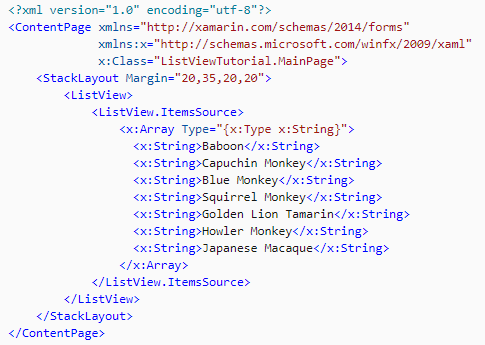 <?xml version="1.0" encoding="utf-8"?>
<ContentPage xmlns="http://xamarin.com/schemas/2014/forms"
             xmlns:x="http://schemas.microsoft.com/winfx/2009/xaml"
             x:Class="ListViewTutorial.MainPage">
    <StackLayout Margin="20,35,20,20">
        <ListView>
            <ListView.ItemsSource>
                <x:Array Type="{x:Type x:String}">
                  <x:String>Baboon</x:String>
                  <x:String>Capuchin Monkey</x:String>
                  <x:String>Blue Monkey</x:String>
                  <x:String>Squirrel Monkey</x:String>
                  <x:String>Golden Lion Tamarin</x:String>
                  <x:String>Howler Monkey</x:String>
                  <x:String>Japanese Macaque</x:String>
                </x:Array>
            </ListView.ItemsSource>
        </ListView>
    </StackLayout>
</ContentPage>